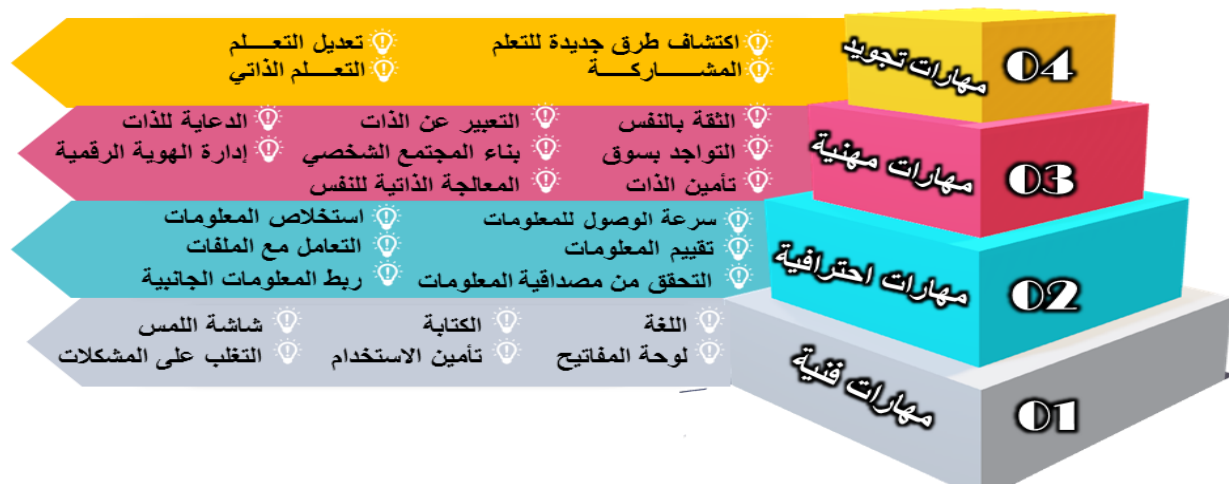 04
مهارات تجويد
اكتشاف طرق جديدة للتعلم
تعديل التعـــلم
المشـــــاركـــــة
التعـــلم الذاتي
03
مهارات مهنية
الثقة بالنفس
التعبير عن الذات
الدعاية للذات
التواجد بسوق
بناء المجتمع الشخصي
إدارة الهوية الرقمية
تأمين الذات
المعالجة الذاتية للنفس
02
مهارات احترافية
سرعة الوصول للمعلومات
استخلاص المعلومات
تقييم المعلومات
التعامل مع الملفات
التحقق من مصداقية المعلومات
ربط المعلومات الجانبية
01
مهارات فنية
اللغة
الكتابة
شاشة اللمس
لوحة المفاتيح
تأمين الاستخدام
التغلب على المشكلات